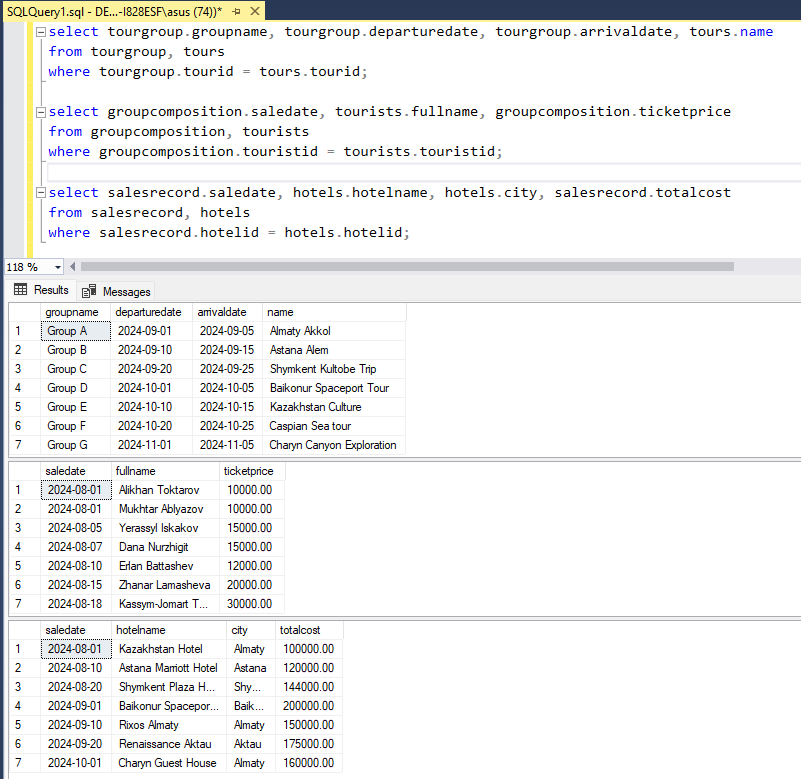 SQLQuery1.sql - DE...-I828ESF\asus (74))*
select tourgroup.groupname, tourgroup.departuredate, tourgroup.arrivaldate, tours.name
from tourgroup, tours
where tourgroup.tourid = tours.tourid;
select groupcomposition.saledate, tourists.fullname, groupcomposition.ticketprice
from groupcomposition, tourists
where groupcomposition.touristid = tourists.touristid;
select salesrecord.saledate, hotels.hotelname, hotels.city, salesrecord.totalcost
from salesrecord, hotels
where salesrecord.hotelid = hotels.hotelid;
118 %
Results Messages
groupname departuredate arrivaldate name
1 Group A 2024-09-01 2024-09-05 Almaty Akkol
2 Group B 2024-09-10 2024-09-15 Astana Alem
3 Group C 2024-09-20 2024-09-25 Shymkent Kultobe Trip
4 Group D 2024-10-01 2024-10-05 Baikonur Spaceport Tour
5 Group E 2024-10-10 2024-10-15 Kazakhstan Culture
6 Group F 2024-10-20 2024-10-25 Caspian Sea tour
7 Group G 2024-11-01 2024-11-05 Charyn Canyon Exploration
saledate fullname ticketprice
1 2024-08-01 Alikhan Toktarov 10000.00
2 2024-08-01 Mukhtar Ablyazov 10000.00
3 2024-08-05 Yerassyl Iskakov 15000.00
4 2024-08-07 Dana Nurzhigit 15000.00
5 2024-08-10 Erlan Battashev 12000.00
6 2024-08-15 Zhanar Lamasheva 20000.00
7 2024-08-18 Kassym-Jomart T... 30000.00
saledate hotelname city totalcost
1 2024-08-01 Kazakhstan Hotel Almaty 100000.00
2 2024-08-10 Astana Marriott Hotel Astana 120000.00
3 2024-08-20 Shymkent Plaza H... Shy... 144000.00
4 2024-09-01 Baikonur Spacepor... Baik... 200000.00
5 2024-09-10 Rixos Almaty Almaty 150000.00
6 2024-09-20 Renaissance Aktau Aktau 175000.00
7 2024-10-01 Charyn Guest House Almaty 160000.00